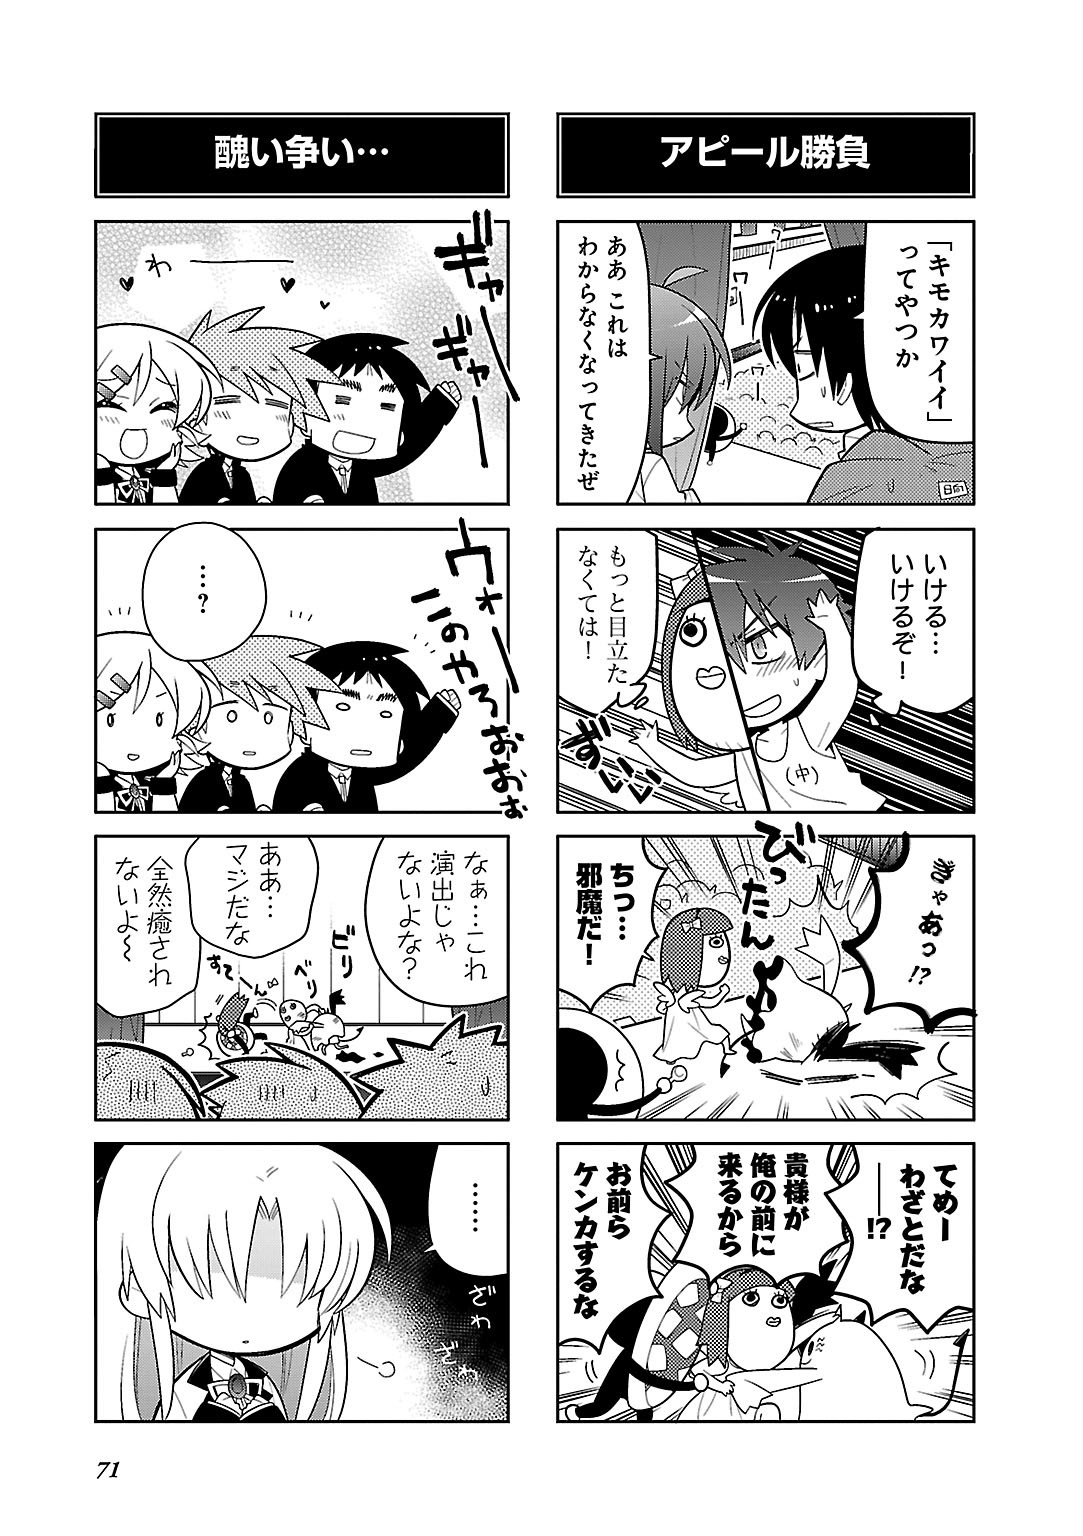 アピール勝負
「キモカワイイ」
ってやつか
ああ これは
わからなくなってきたぜ
ワー
ワー
日向
いける…
いけるぞ！
もっと目立た
なくては！
(中)
ずいいっ
ぎゃあっ!?
びったん
ちっ…
邪魔だ！
てめー
わざとだな
――!?
貴様が
俺の前に
来るから
お前ら
ケンカするな
醜い争い…
ギャー
ギャー
わ――
ウォー
このやろおおぉ
…?
なぁ…これ
演出じゃ
ないよな？
ああ…
マジだな
全然癒され
ないよ～
ビリ
ベリ
すてーん
……
ざわ
ざわ
71